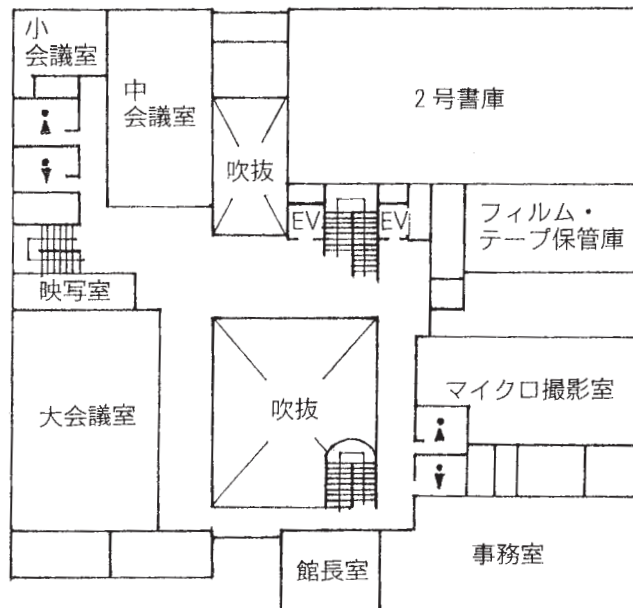 小
会議室
中
会議室
2号書庫
吹抜
EV
EV
フィルム・
テープ保管庫
映写室
大会議室
吹抜
マイクロ撮影室
館長室
事務室